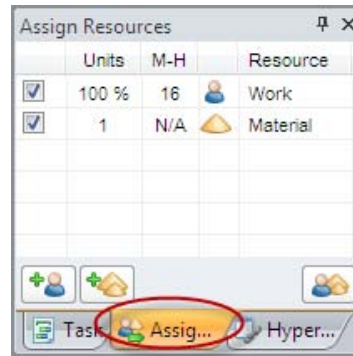 Assign Resources
Units M-H Resource
100 % 16 Work
1 N/A Material
Task Assig... Hyper...